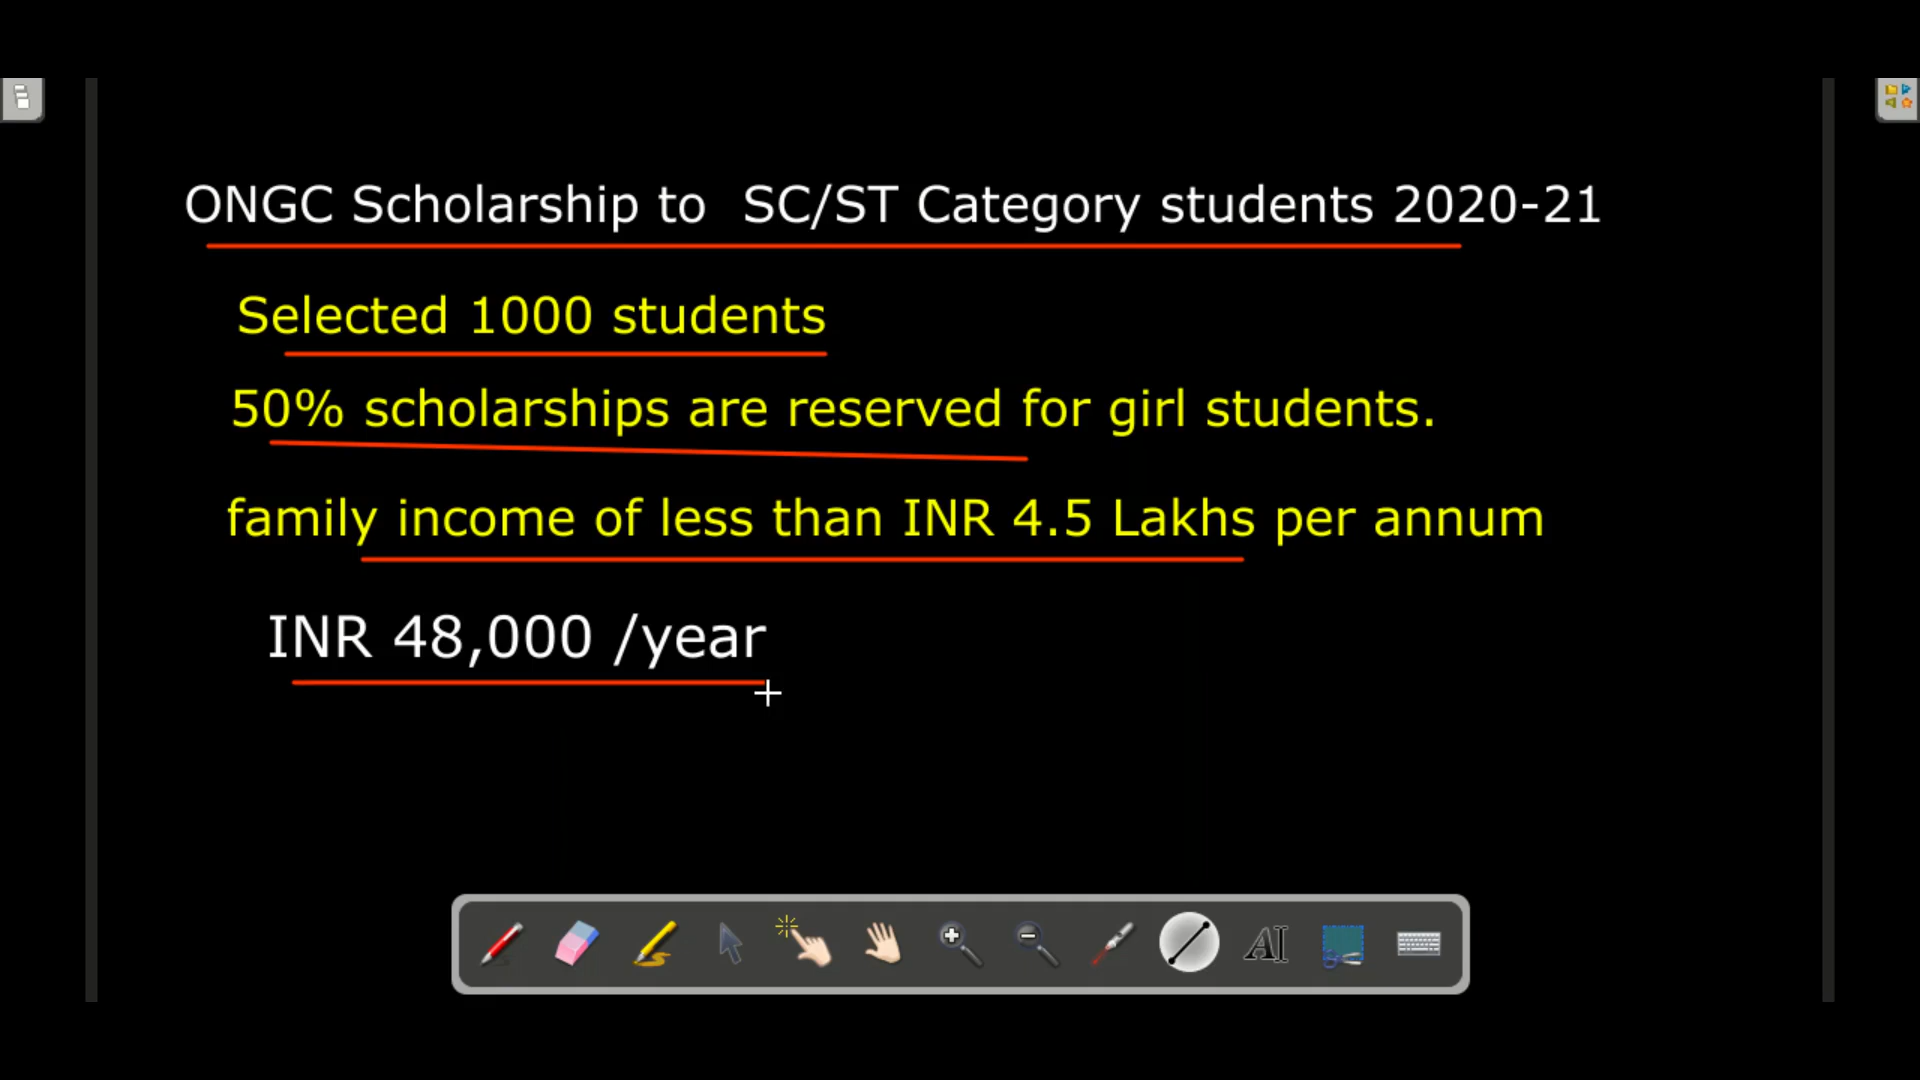 ONGC Scholarship to SC/ST Category students 2020-21
Selected 1000 students
50% scholarships are reserved for girl students.
family income of less than INR 4.5 Lakhs per annum
INR 48,000 /year
AI